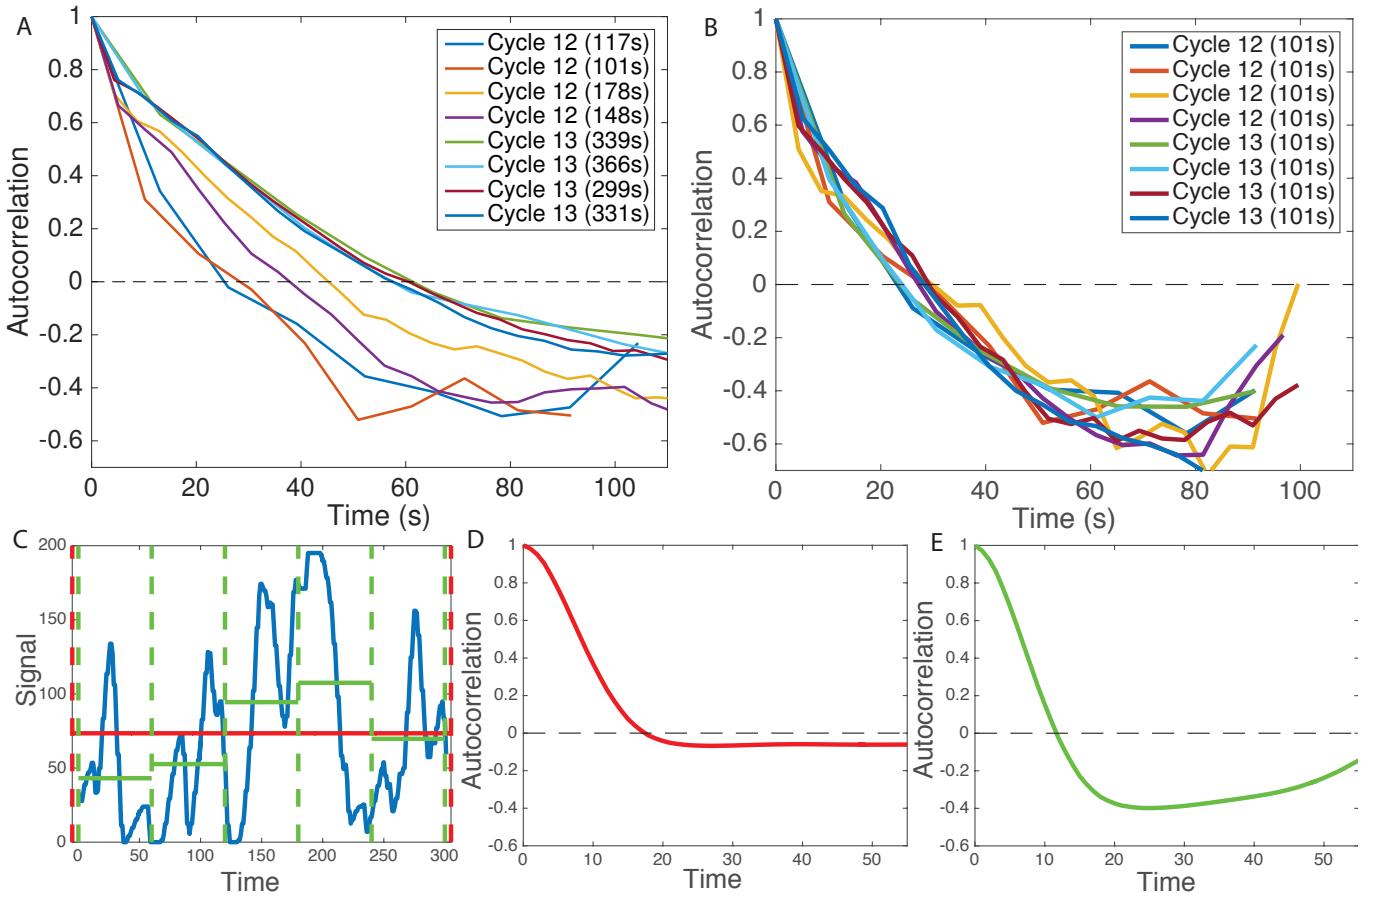 A
Autocorrelation
1
0.8
0.6
0.4
0.2
0
-0.2
-0.4
-0.6
0
20
40
60
80
100
Time (s)
Cycle 12 (117s)
Cycle 12 (101s)
Cycle 12 (178s)
Cycle 12 (148s)
Cycle 13 (339s)
Cycle 13 (366s)
Cycle 13 (299s)
Cycle 13 (331s)
B
Autocorrelation
1
0.8
0.6
0.4
0.2
0
-0.2
-0.4
-0.6
0
20
40
60
80
100
Time (s)
Cycle 12 (101s)
Cycle 12 (101s)
Cycle 12 (101s)
Cycle 12 (101s)
Cycle 13 (101s)
Cycle 13 (101s)
Cycle 13 (101s)
Cycle 13 (101s)
C
Signal
200
150
100
50
0
0
50
100
150
200
250
300
Time
D
Autocorrelation
1
0.8
0.6
0.4
0.2
0
-0.2
-0.4
-0.6
0
10
20
30
40
50
Time
E
Autocorrelation
1
0.8
0.6
0.4
0.2
0
-0.2
-0.4
-0.6
0
10
20
30
40
50
Time